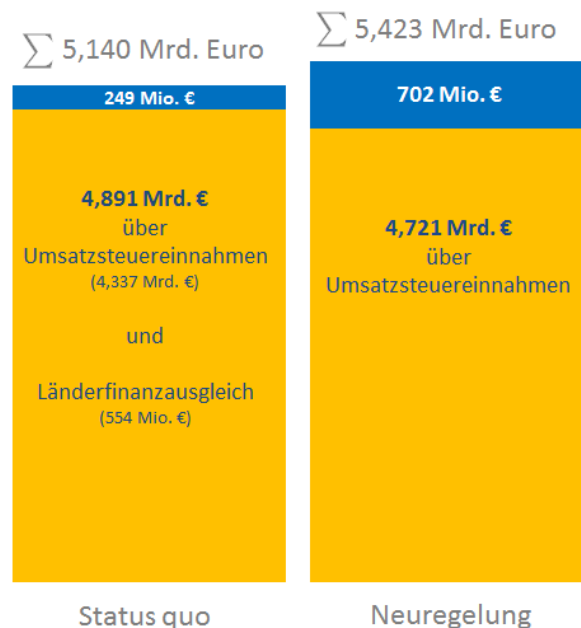 ∑ 5,140 Mrd. Euro
249 Mio. €
4,891 Mrd. €
über
Umsatzsteuereinnahmen
(4,337 Mrd. €)
und
Länderfinanzausgleich
(554 Mio. €)
Status quo
∑ 5,423 Mrd. Euro
702 Mio. €
4,721 Mrd. €
über
Umsatzsteuereinnahmen
Neuregelung